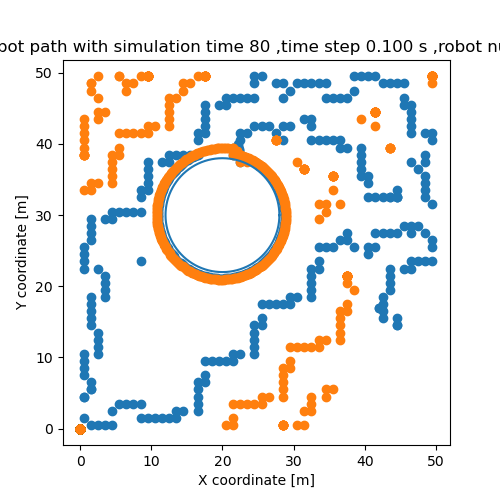 bot path with simulation time 80 ,time step 0.100 s ,robot nu
50
40
30
20
10
0
Y coordinate [m]
0 10 20 30 40 50
X coordinate [m]